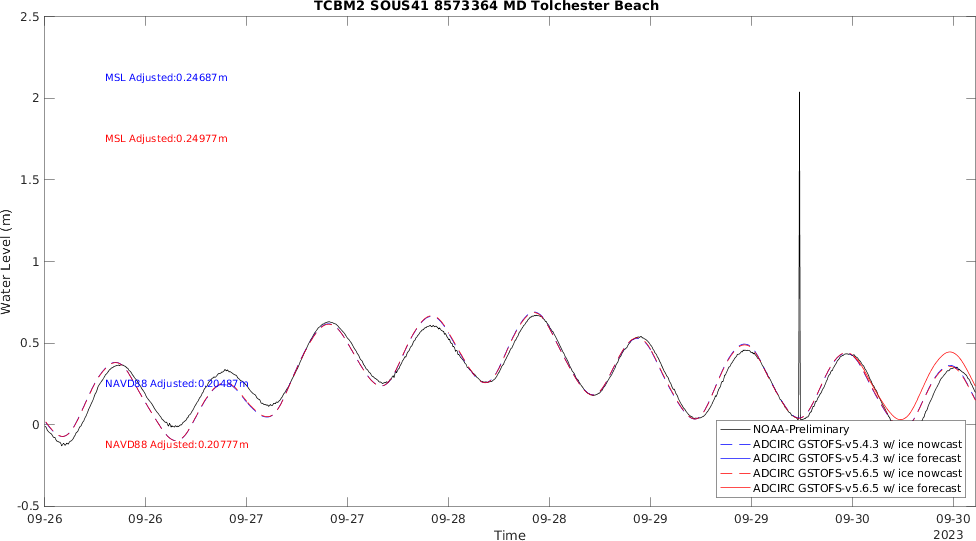 TCBM2 SOUS41 8573364 MD Tolchester Beach
2.5
2
1.5
1
0.5
0
-0.5
Water Level (m)
MSL Adjusted:0.24687m
MSL Adjusted:0.24977m
NAVD88 Adjusted:0.20487m
NAVD88 Adjusted:0.20777m
NOAA-Preliminary
ADCIRC GSTOFS-v5.4.3 w/ ice nowcast
ADCIRC GSTOFS-v5.4.3 w/ ice forecast
ADCIRC GSTOFS-v5.6.5 w/ ice nowcast
ADCIRC GSTOFS-v5.6.5 w/ ice forecast
09-26 09-26 09-27 09-27 09-28 09-28 09-29 09-29 09-30 09-30
2023
Time